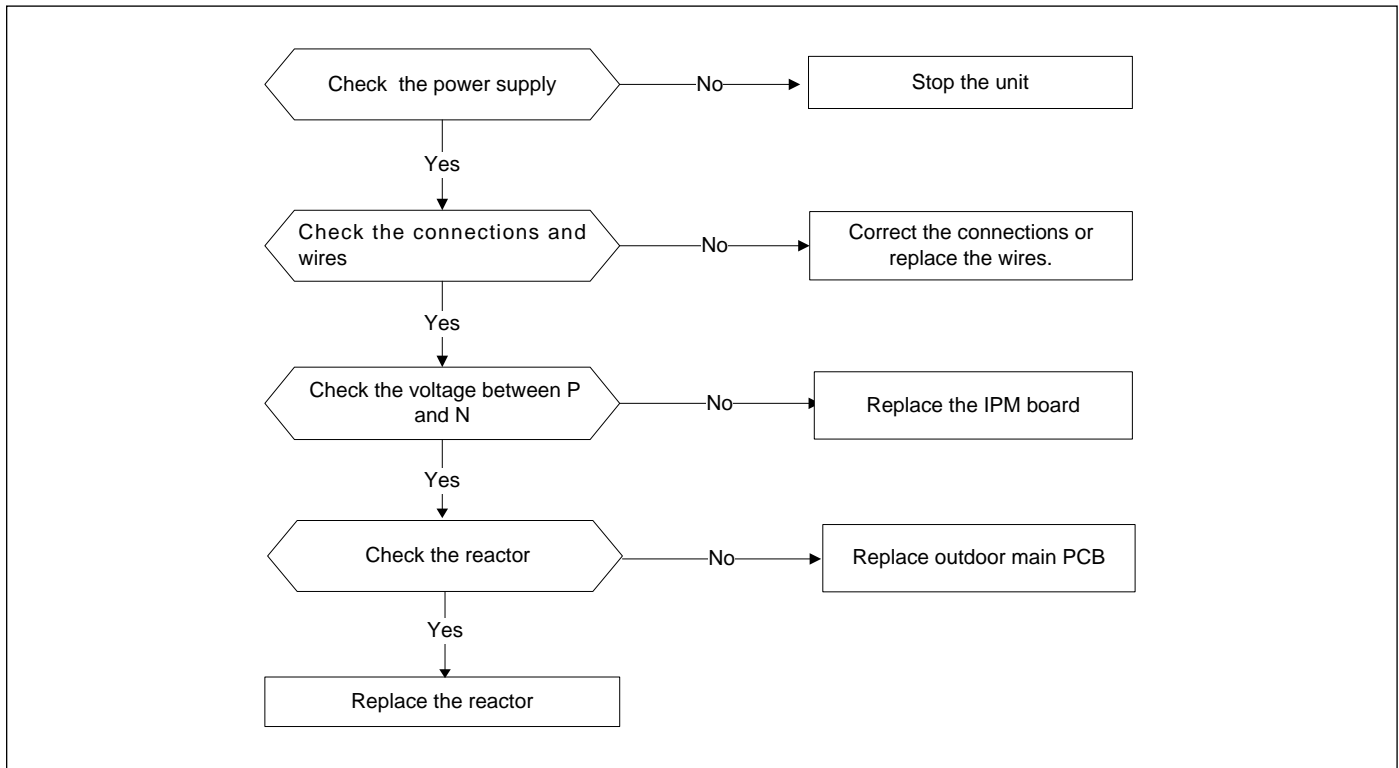 Check the power supply
No
Stop the unit
Yes
Check the connections and
wires
No
Correct the connections or
replace the wires.
Yes
Check the voltage between P
and N
No
Replace the IPM board
Yes
Check the reactor
No
Replace outdoor main PCB
Yes
Replace the reactor